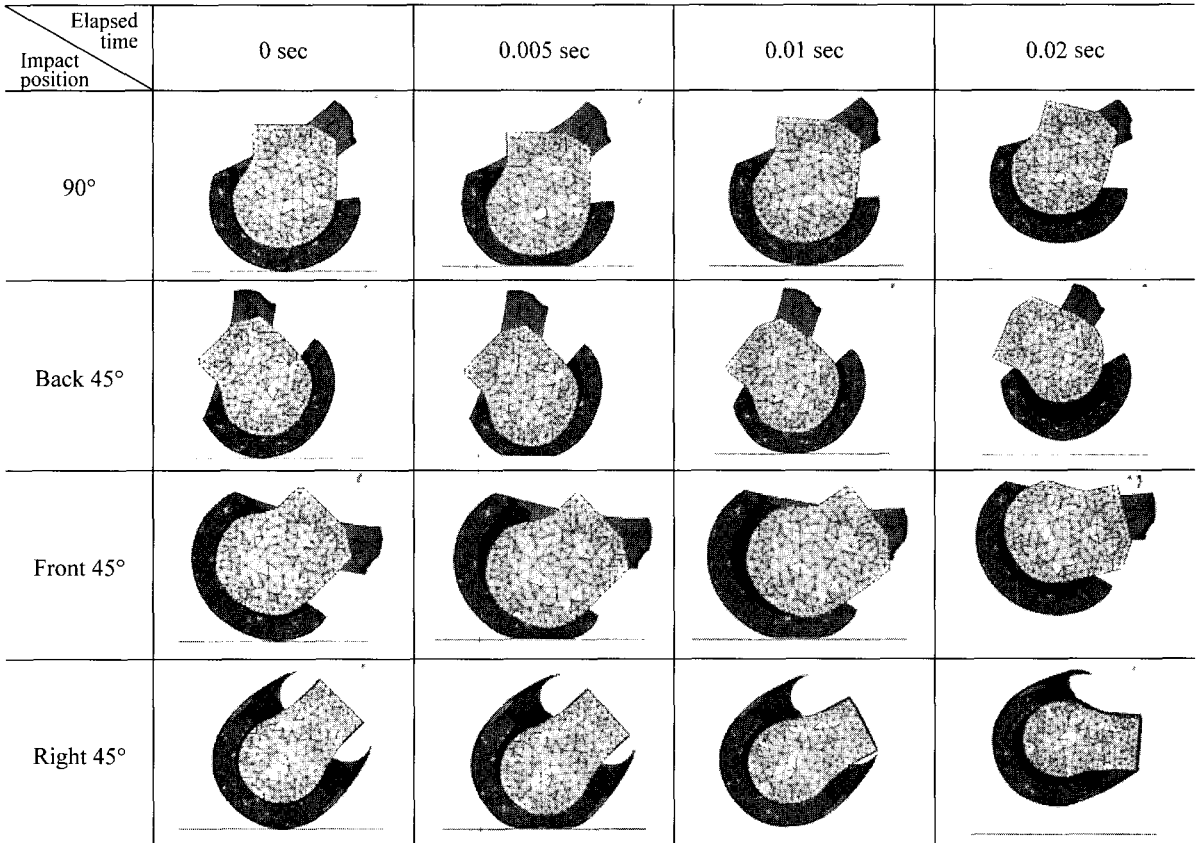 Elapsed
time
Impact
position
0 sec
0.005 sec
0.01 sec
0.02 sec
90°
Back 45°
Front 45°
Right 45°